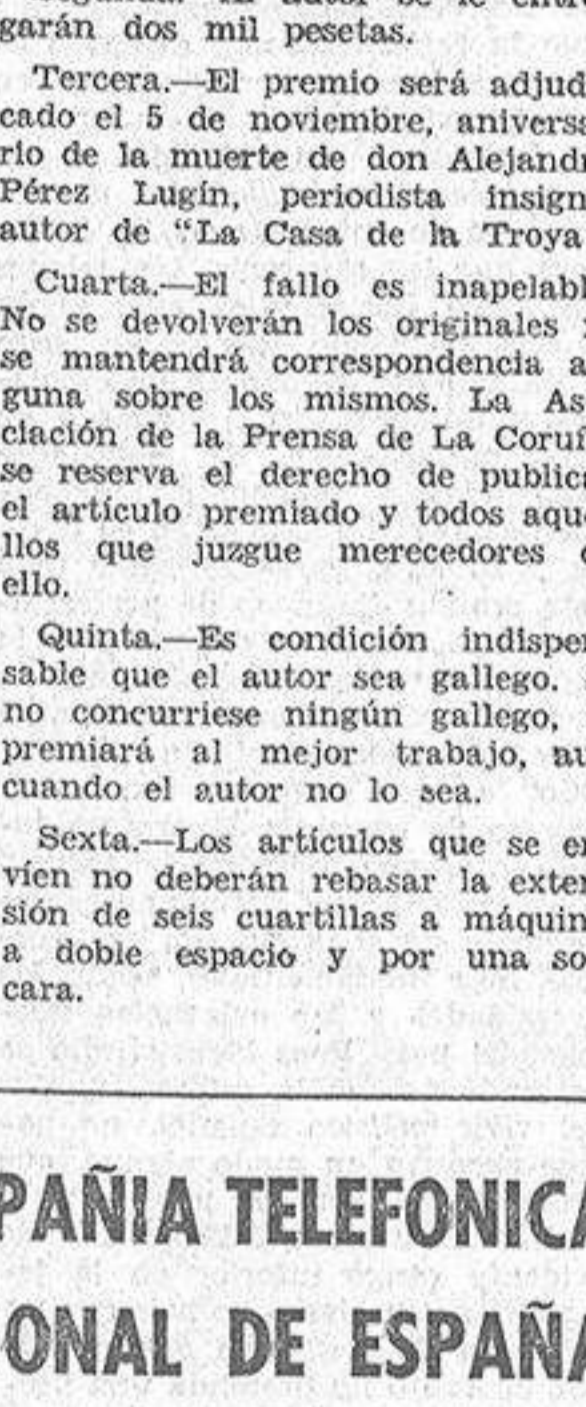 garán dos mil pesetas.
Tercera.—El premio será adjud
cado el 5 de noviembre, aniversa
rio de la muerte de don Alejandr
Pérez Lugín, periodista insign
autor de "La Casa de la Troya
Cuarta.—El fallo es inapelabl
No se devolverán los originales
se mantendrá correspondencia a
guna sobre los mismos. La As
ciación de la Prensa de La Coruñ
se reserva el derecho de publica
el artículo premiado y todos aque
llos que juzgue merecedores
ello.
Quinta.—Es condición indispen
sable que el autor sea gallego.
no concurriese ningún gallego,
premiará al mejor trabajo, au
cuando el autor no lo sea.
Sexta.—Los artículos que se en
víen no deberán rebasar la exten
sión de seis cuartillas a máquin
a doble espacio y por una so
cara.
PAÑIA TELEFONICA
ONAL DE ESPAÑA